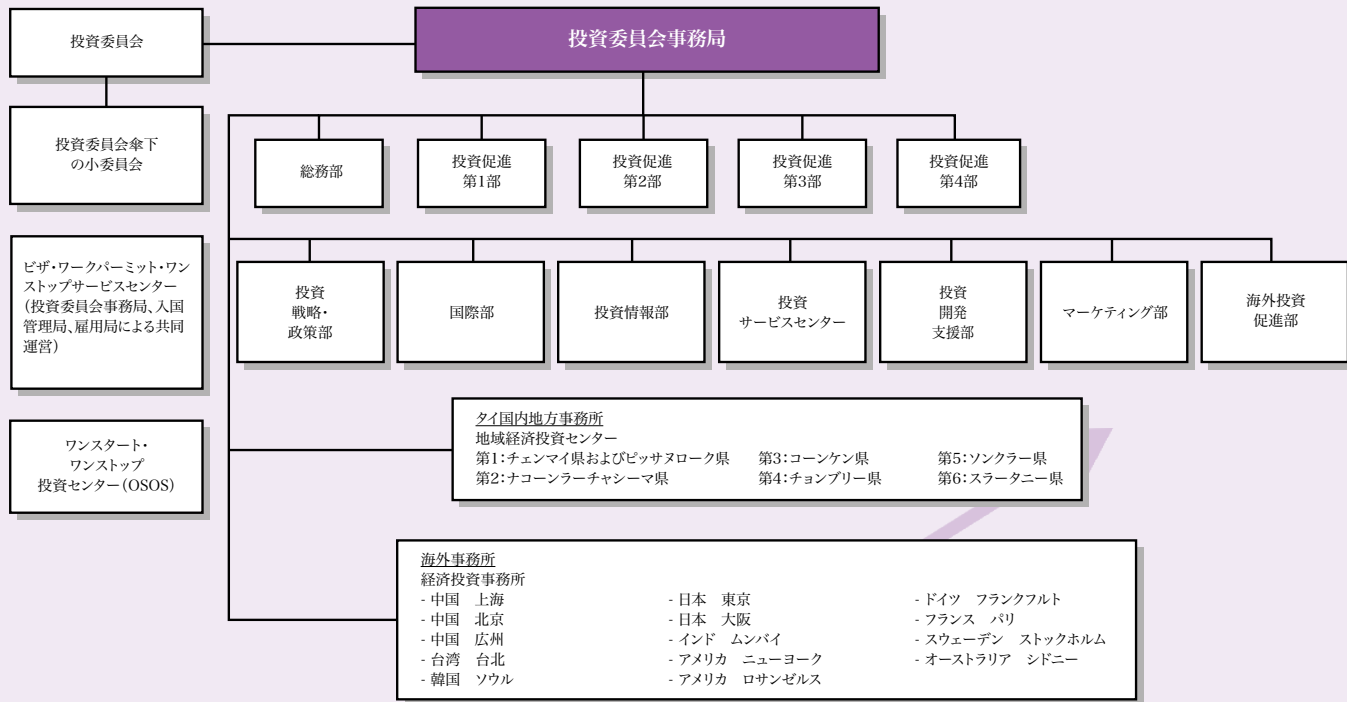 投資委員会
投資委員会事務局
投資委員会傘下
の小委員会
総務部
投資促進
第1部
投資促進
第2部
投資促進
第3部
投資促進
第4部
ビザ・ワークパーミット・ワン
ストップサービスセンター
(投資委員会事務局、入国
管理局、雇用局による共同
運営)
投資
戦略・
政策部
国際部
投資情報部
投資
サービスセンター
投資
開発
支援部
マーケティング部
海外投資
促進部
ワンスタート・
ワンストップ
投資センター(OSOS)
タイ国内地方事務所
地域経済投資センター
第1:チェンマイ県およびピッサヌローク県 第3:コーンケン県 第5:ソンクラー県
第2:ナコーンラーチャシーマ県 第4:チョンブリー県 第6:スラータニー県
海外事務所
経済投資事務所
- 中国 上海 - 日本 東京 - ドイツ フランクフルト
- 中国 北京 - 日本 大阪 - フランス パリ
- 中国 広州 - インド ムンバイ - スウェーデン ストックホルム
- 台湾 台北 - アメリカ ニューヨーク - オーストラリア シドニー
- 韓国 ソウル - アメリカ ロサンゼルス